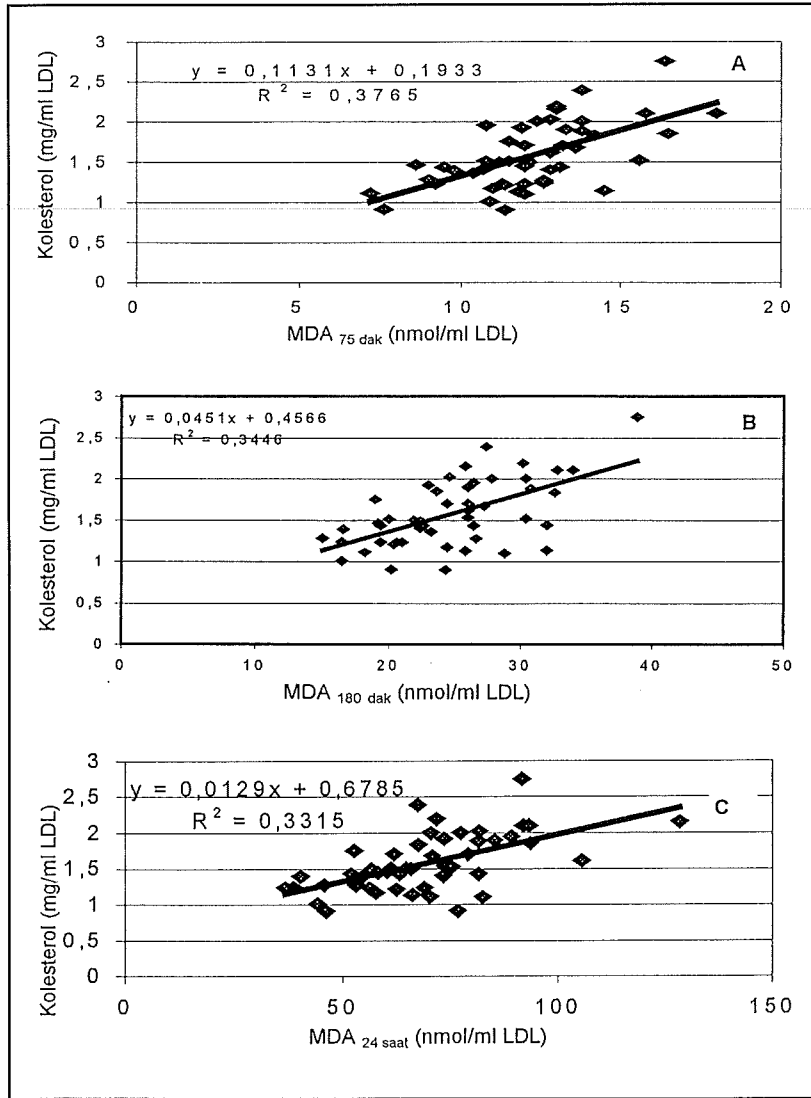 A
y = 0,1131x + 0,1933
R² = 0,3765
Kolesterol (mg/ml LDL)
3
2,5
2
1,5
1
0,5
0
0 5 10 15 20
MDA 75 dak (nmol/ml LDL)
B
y = 0,0451x + 0,4566
R² = 0,3446
Kolesterol (mg/ml LDL)
3
2,5
2
1,5
1
0,5
0
0 10 20 30 40 50
MDA 180 dak (nmol/ml LDL)
C
y = 0,0129x + 0,6785
R² = 0,3315
Kolesterol (mg/ml LDL)
3
2,5
2
1,5
1
0,5
0
0 50 100 150
MDA 24 saat (nmol/ml LDL)